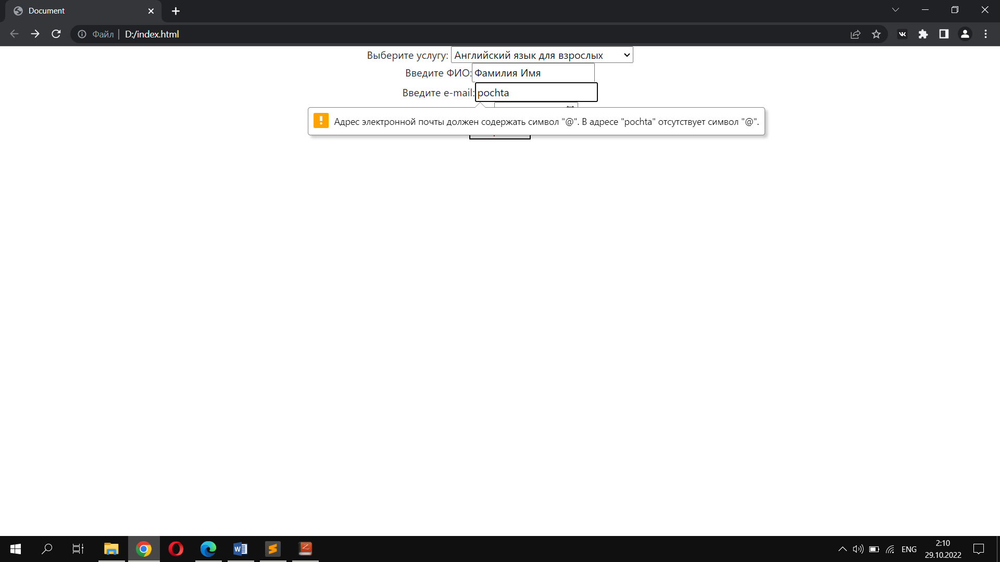 Document
Файл | D:/index.html
Выберите услугу: Английский язык для взрослых
Введите ФИО: Фамилия Имя
Введите e-mail: pochta
Адрес электронной почты должен содержать символ "@". В адресе "pochta" отсутствует символ "@".
ENG
2:10
29.10.2022